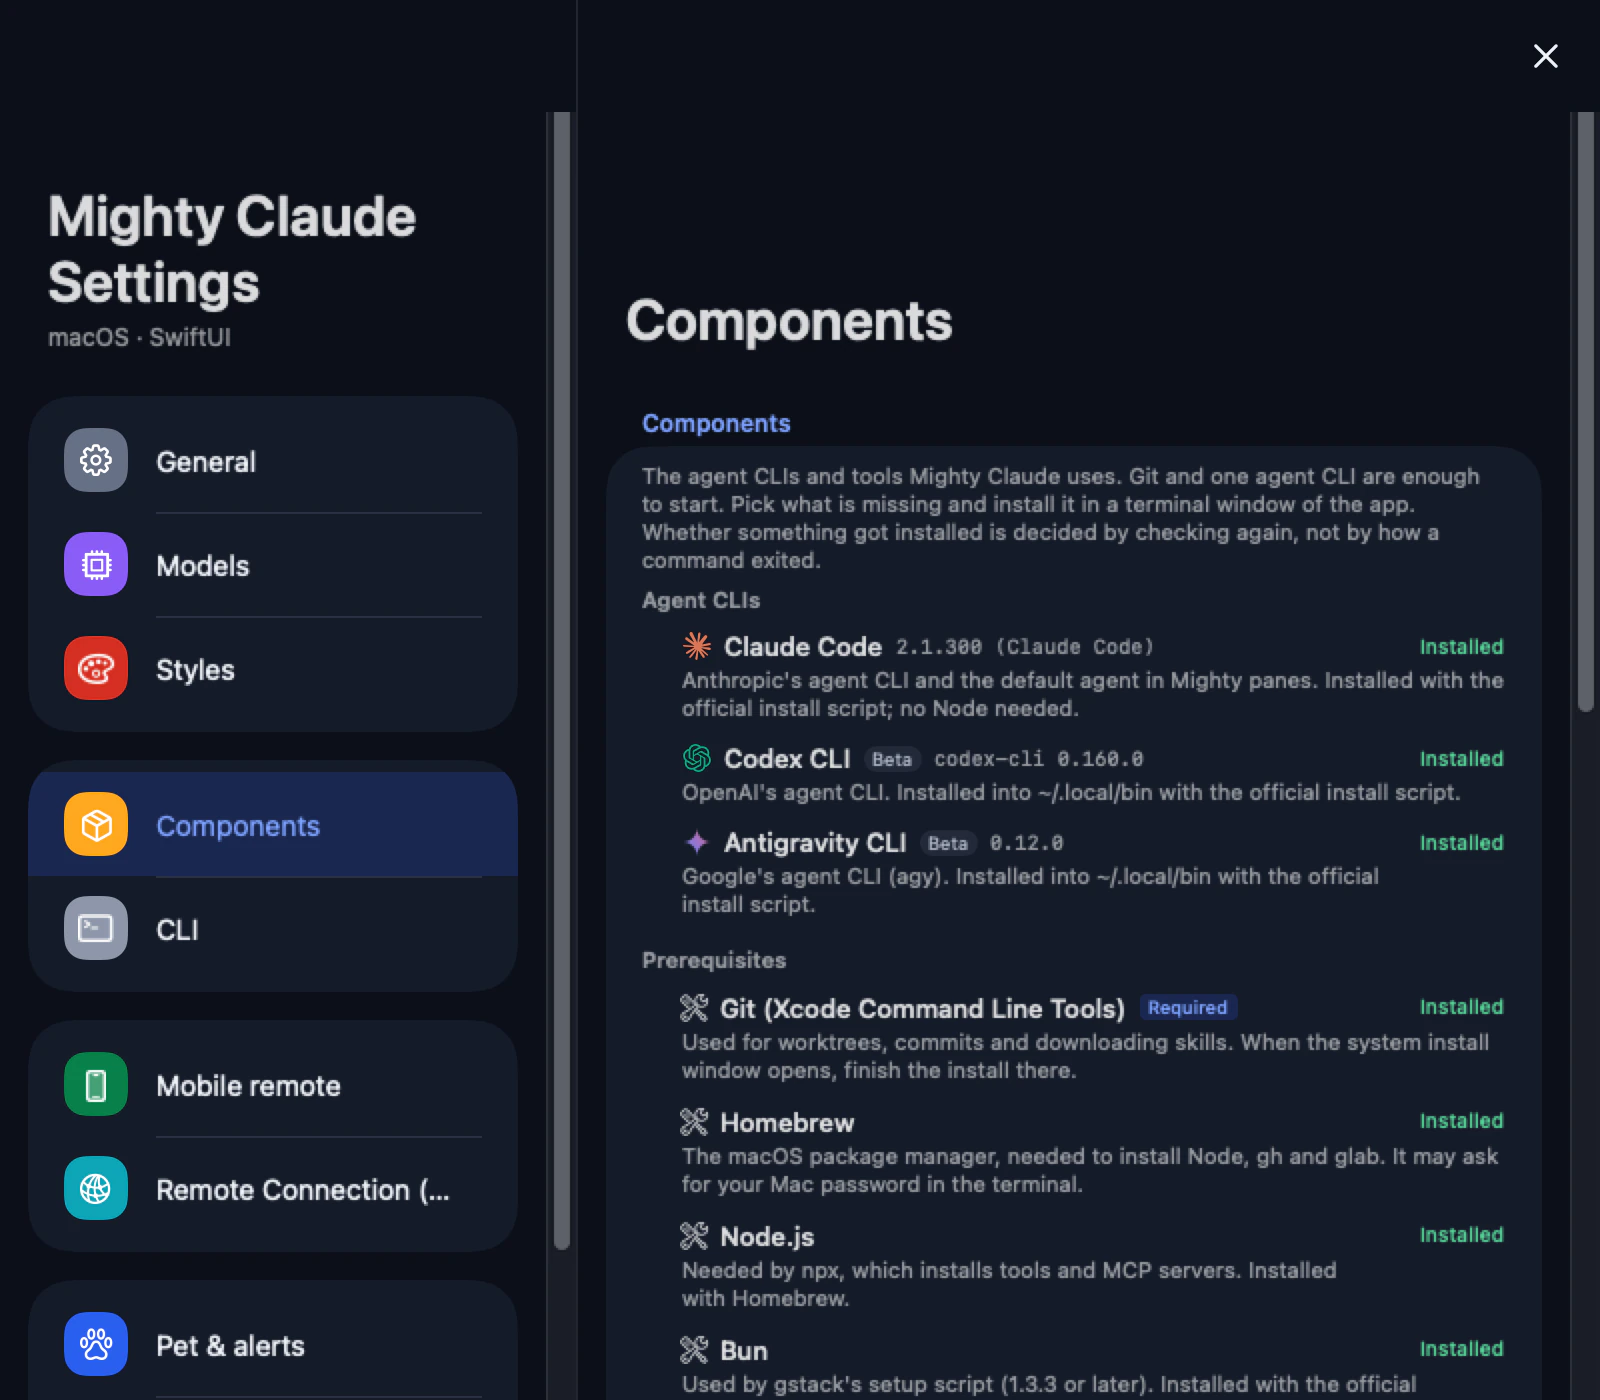 Mighty Claude
Settings
macOS · SwiftUI
General
Models
Styles
Components
CLI
Mobile remote
Remote Connection (...
Pet & alerts
Components
Components
The agent CLIs and tools Mighty Claude uses. Git and one agent CLI are enough
to start. Pick what is missing and install it in a terminal window of the app.
Whether something got installed is decided by checking again, not by how a
command exited.
Agent CLIs
Claude Code 2.1.300 (Claude Code) Installed
Anthropic's agent CLI and the default agent in Mighty panes. Installed with the
official install script; no Node needed.
Codex CLI Beta codex-cli 0.160.0 Installed
OpenAI's agent CLI. Installed into ~/.local/bin with the official install script.
Antigravity CLI Beta 0.12.0 Installed
Google's agent CLI (agy). Installed into ~/.local/bin with the official
install script.
Prerequisites
Git (Xcode Command Line Tools) Required Installed
Used for worktrees, commits and downloading skills. When the system install
window opens, finish the install there.
Homebrew Installed
The macOS package manager, needed to install Node, gh and glab. It may ask
for your Mac password in the terminal.
Node.js Installed
Needed by npx, which installs tools and MCP servers. Installed
with Homebrew.
Bun Installed
Used by gstack's setup script (1.3.3 or later). Installed with the official